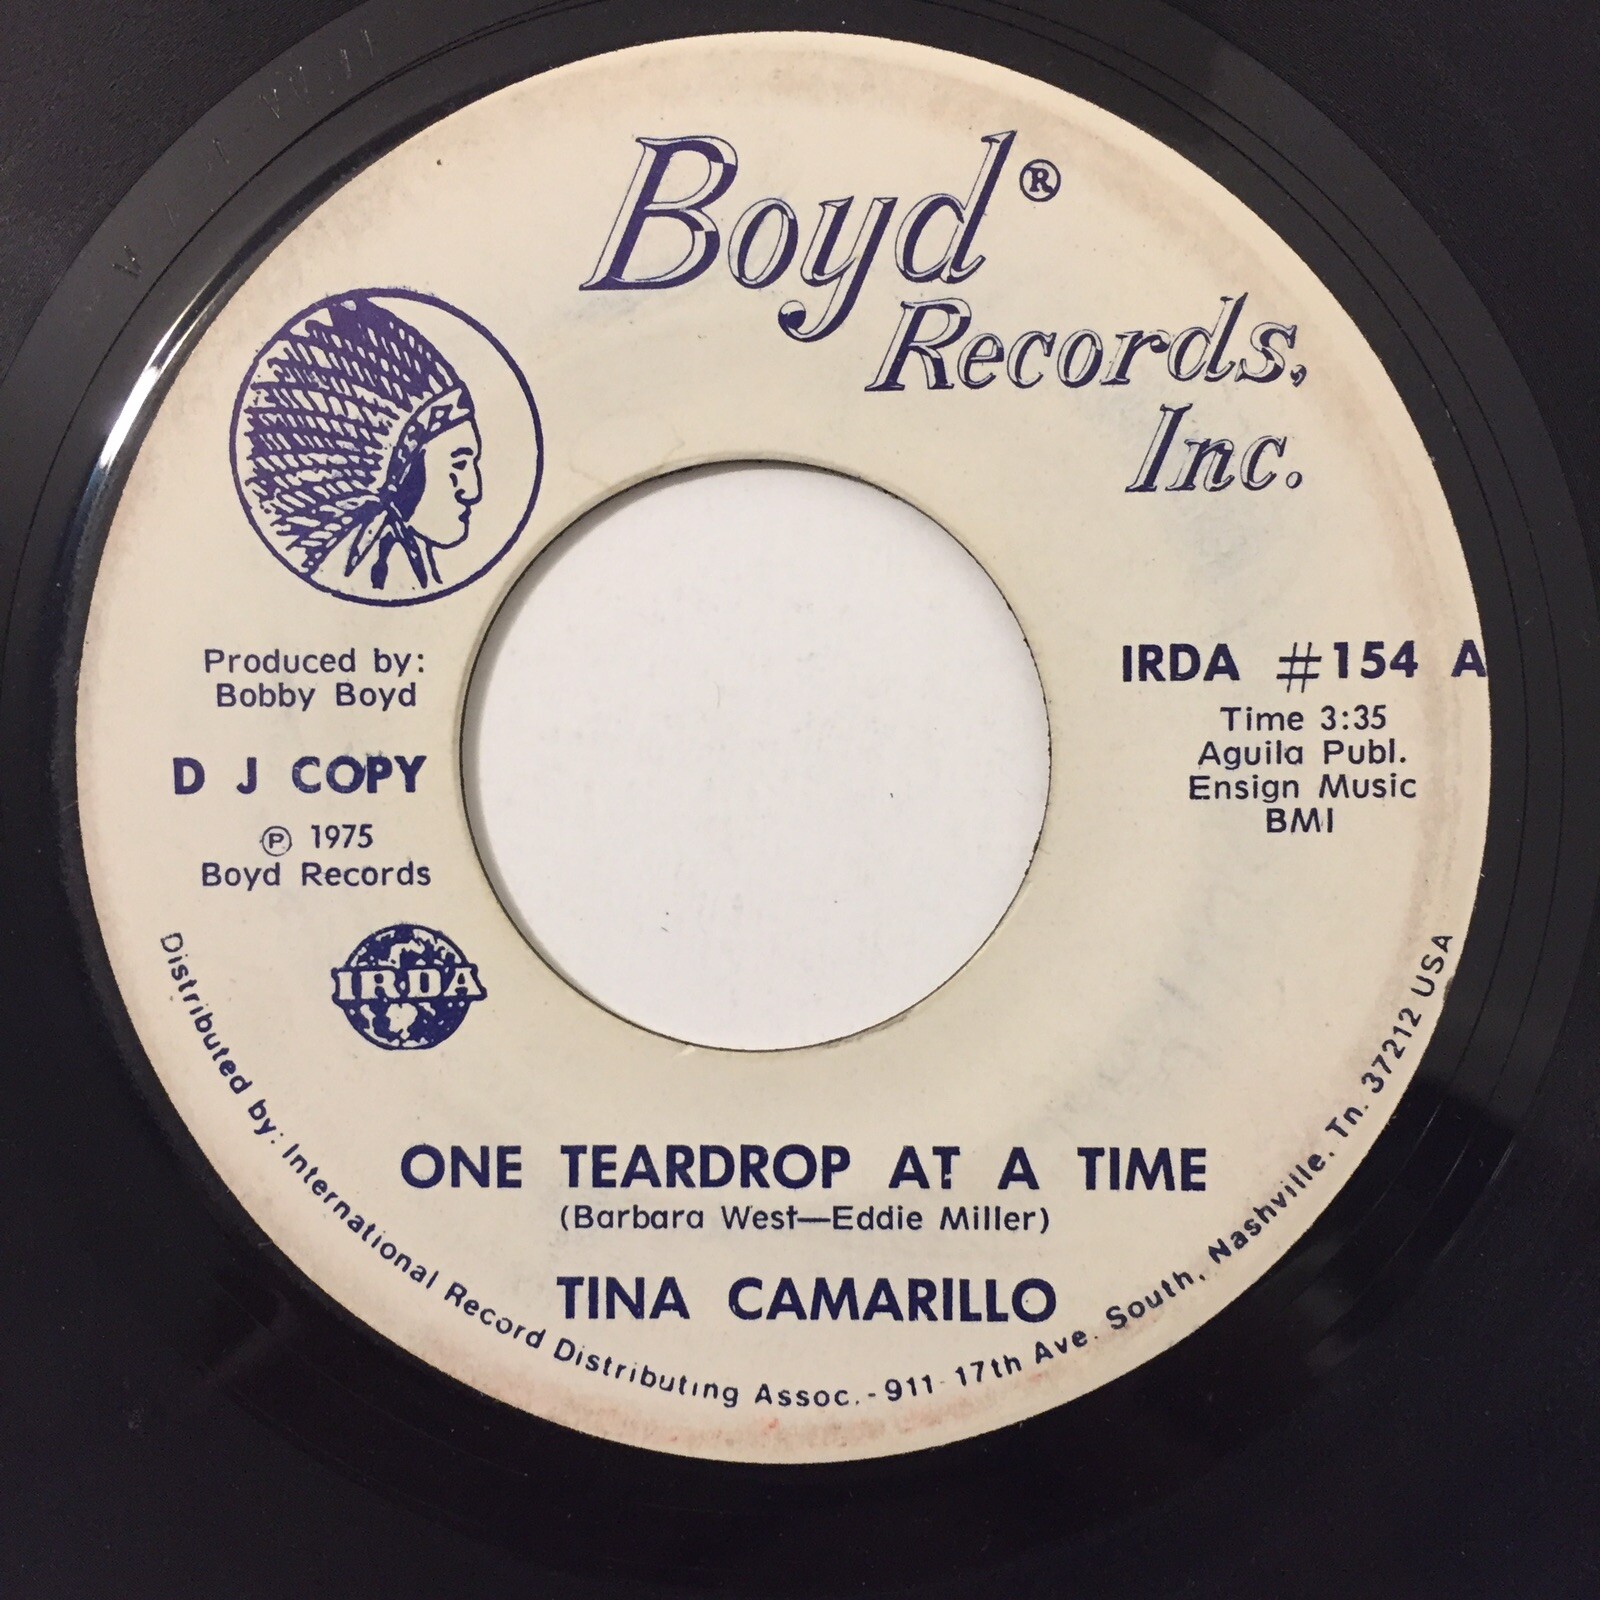 Boyd®
Records,
Inc.
Produced by:
Bobby Boyd
D J COPY
Ⓟ 1975
Boyd Records
IRDA
IRDA #154 A
Time 3:35
Aguila Publ.
Ensign Music
BMI
ONE TEARDROP AT A TIME
(Barbara West—Eddie Miller)
TINA CAMARILLO
Distributed by: International Record Distributing Assoc. - 911 - 17th Ave. South, Nashville, Tn. 37212 USA